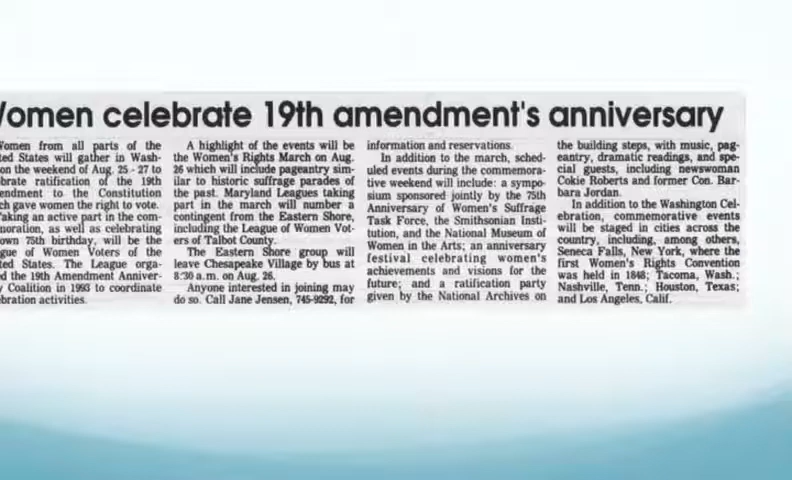 Women celebrate 19th amendment's anniversary
Women from all parts of the
ted States will gather in Wash-
on the weekend of Aug. 25 - 27 to
brate ratification of the 19th
endment to the Constitution
ch gave women the right to vote.
Taking an active part in the com-
moration, as well as celebrating
own 75th birthday, will be the
gue of Women Voters of the
ted States. The League orga-
d the 19th Amendment Anniver-
y Coalition in 1993 to coordinate
bration activities.
A highlight of the events will be
the Women's Rights March on Aug.
26 which will include pageantry sim-
ilar to historic suffrage parades of
the past. Maryland Leagues taking
part in the march will number a
contingent from the Eastern Shore,
including the League of Women Vot-
ers of Talbot County.
The Eastern Shore group will
leave Chesapeake Village by bus at
8:30 a.m. on Aug. 26.
Anyone interested in joining may
do so. Call Jane Jensen, 745-9292, for
information and reservations.
In addition to the march, sched-
uled events during the commemora-
tive weekend will include: a sympo-
sium sponsored jointly by the 75th
Anniversary of Women's Suffrage
Task Force, the Smithsonian Insti-
tution, and the National Museum of
Women in the Arts; an anniversary
festival celebrating women's
achievements and visions for the
future; and a ratification party
given by the National Archives on
the building steps, with music, pag-
eantry, dramatic readings, and spe-
cial guests, including newswoman
Cokie Roberts and former Con. Bar-
bara Jordan.
In addition to the Washington Cel-
ebration, commemorative events
will be staged in cities across the
country, including, among others,
Seneca Falls, New York, where the
first Women's Rights Convention
was held in 1848; Tacoma, Wash.;
Nashville, Tenn.; Houston, Texas;
and Los Angeles, Calif.